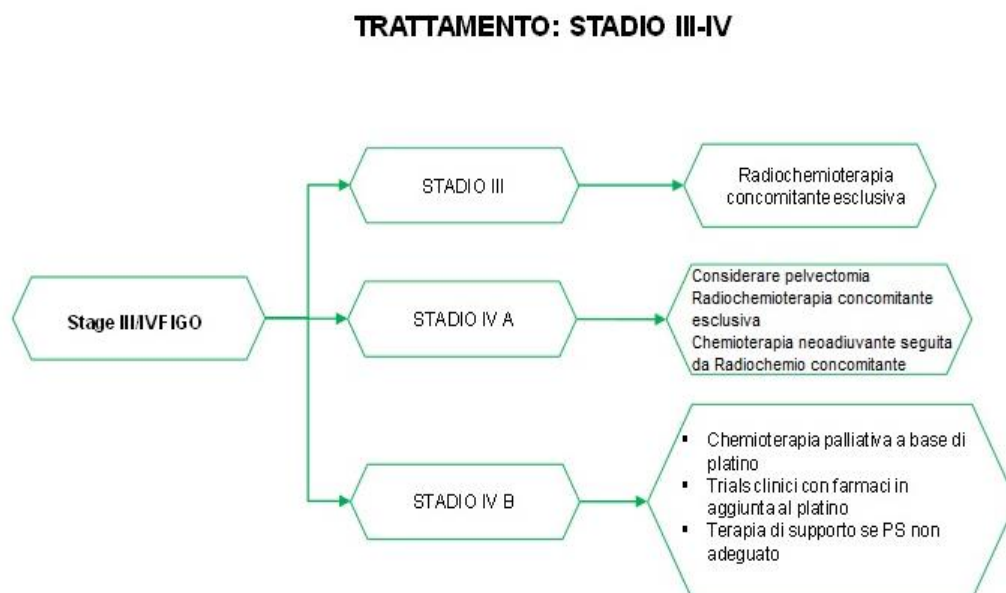 TRATTAMENTO: STADIO III-IV
STADIO III
Radiochemioterapia
concomitante esclusiva
Stage III/IVFIGO
STADIO IV A
Considerare pelvectomia
Radiochemioterapia concomitante
esclusiva
Chemioterapia neoadiuvante seguita
da Radiochemio concomitante
STADIO IV B
▪ Chemioterapia palliativa a base di
platino
▪ Trials clinici con farmaci in
aggiunta al platino
▪ Terapia di supporto se PS non
adeguato